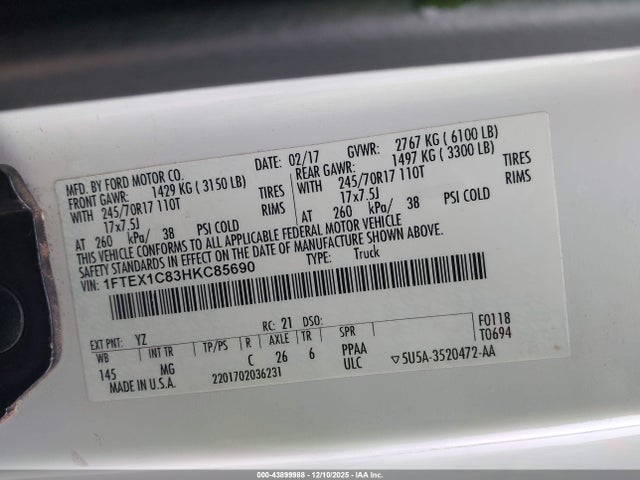 MFD. BY FORD MOTOR CO. DATE: 02/17 GVWR: 2767 KG ( 6100 LB)
FRONT GAWR: 1429 KG ( 3150 LB) REAR GAWR: 1497 KG ( 3300 LB)
WITH 245/70R17 110T TIRES WITH 245/70R17 110T TIRES
17x7.5J RIMS 17x7.5J RIMS
AT 260 kPa/ 38 PSI COLD AT 260 kPa/ 38 PSI COLD
THIS VEHICLE CONFORMS TO ALL APPLICABLE FEDERAL MOTOR VEHICLE
SAFETY STANDARDS IN EFFECT ON THE DATE OF MANUFACTURE SHOWN ABOVE.
VIN: 1FTEX1C83HKC85690 TYPE: Truck
EXT PNT: YZ RC: 21 DSO: F0118
WB INT TR TP/PS R AXLE TR SPR T0694
145 MG C 26 6 PPAA
MADE IN U.S.A. 2201702036231 ULC ▽5U5A-3520472-AA
000-43899988 - 12/10/2025 - IAA Inc.